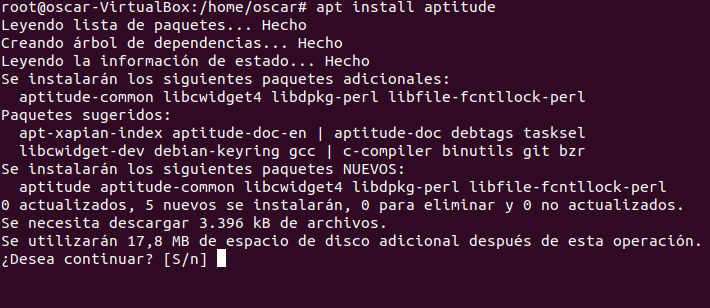 root@oscar-VirtualBox:/home/oscar# apt install aptitude
Leyendo lista de paquetes... Hecho
Creando árbol de dependencias... Hecho
Leyendo la información de estado... Hecho
Se instalarán los siguientes paquetes adicionales:
  aptitude-common libcwidget4 libdpkg-perl libfile-fcntllock-perl
Paquetes sugeridos:
  apt-xapian-index aptitude-doc-en | aptitude-doc debtags tasksel
  libcwidget-dev debian-keyring gcc | c-compiler binutils git bzr
Se instalarán los siguientes paquetes NUEVOS:
  aptitude aptitude-common libcwidget4 libdpkg-perl libfile-fcntllock-perl
0 actualizados, 5 nuevos se instalarán, 0 para eliminar y 0 no actualizados.
Se necesita descargar 3.396 kB de archivos.
Se utilizarán 17,8 MB de espacio de disco adicional después de esta operación.
¿Desea continuar? [S/n]